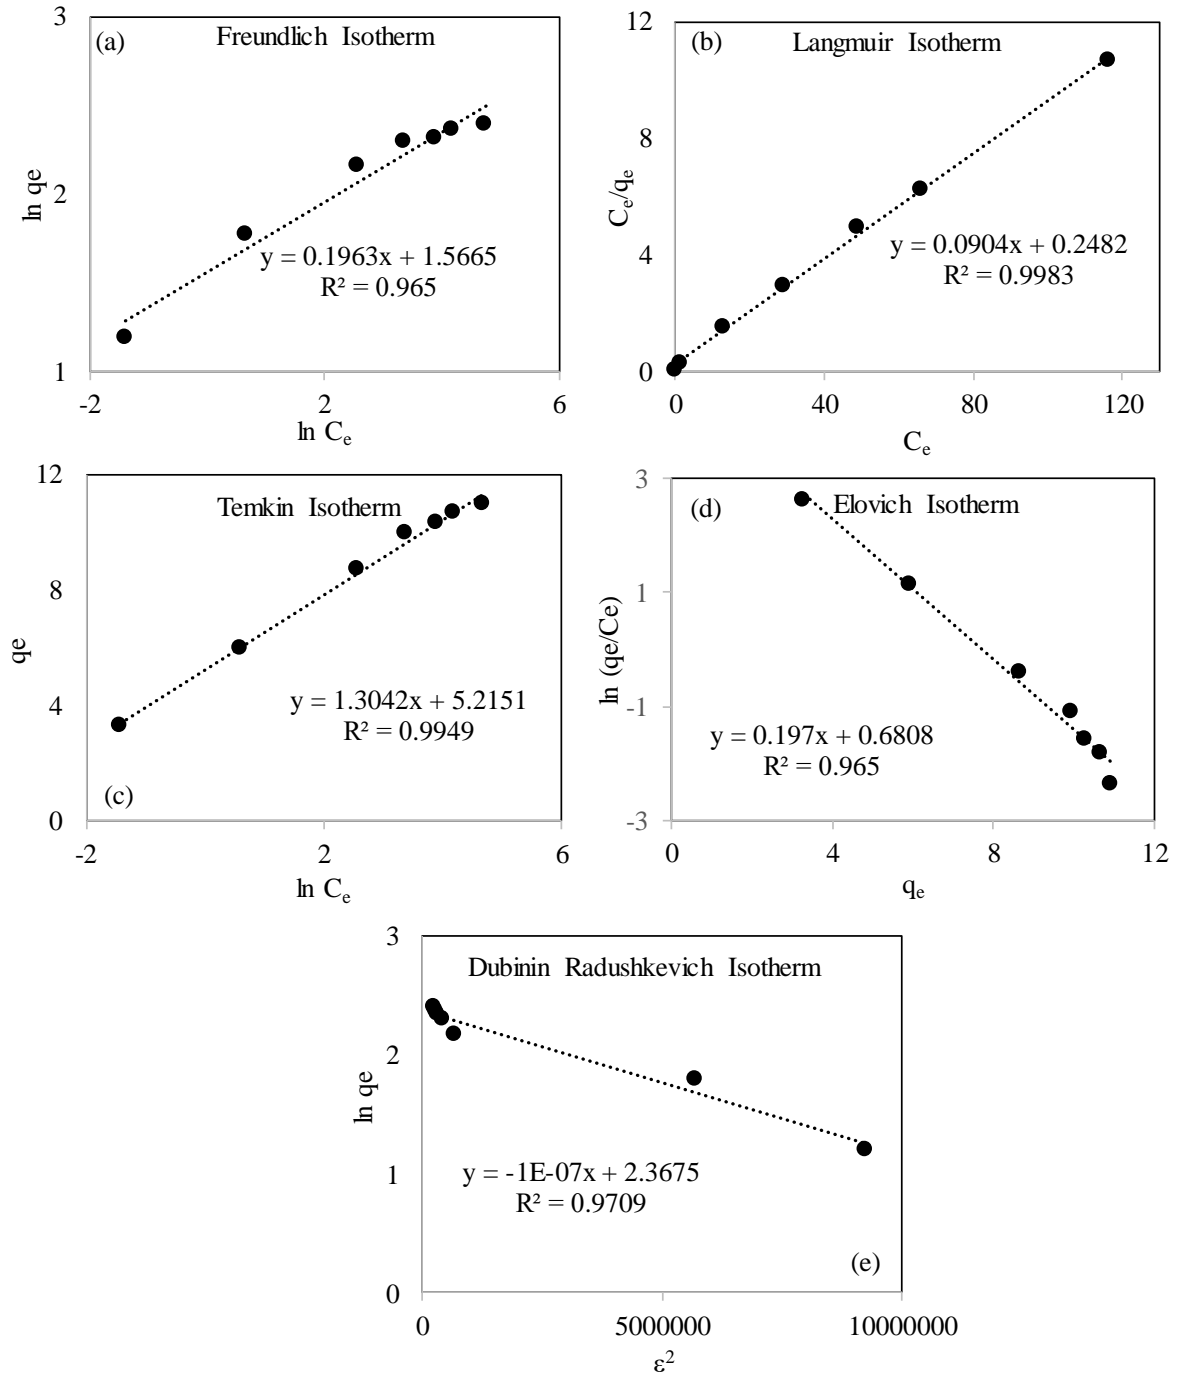 (a)
Freundlich Isotherm
3
2
1
ln qe
y = 0.1963x + 1.5665
R² = 0.965
-2
2
6
ln Cₑ
(b)
Langmuir Isotherm
12
8
4
0
Cₑ/qₑ
y = 0.0904x + 0.2482
R² = 0.9983
0
40
80
120
Cₑ
Temkin Isotherm
12
8
4
0
qe
y = 1.3042x + 5.2151
R² = 0.9949
(c)
-2
2
6
ln Cₑ
(d)
Elovich Isotherm
3
1
-1
-3
ln (qe/Ce)
y = 0.197x + 0.6808
R² = 0.965
0
4
8
12
qₑ
Dubinin Radushkevich Isotherm
3
2
1
0
ln qe
y = -1E-07x + 2.3675
R² = 0.9709
(e)
0
5000000
10000000
ε²